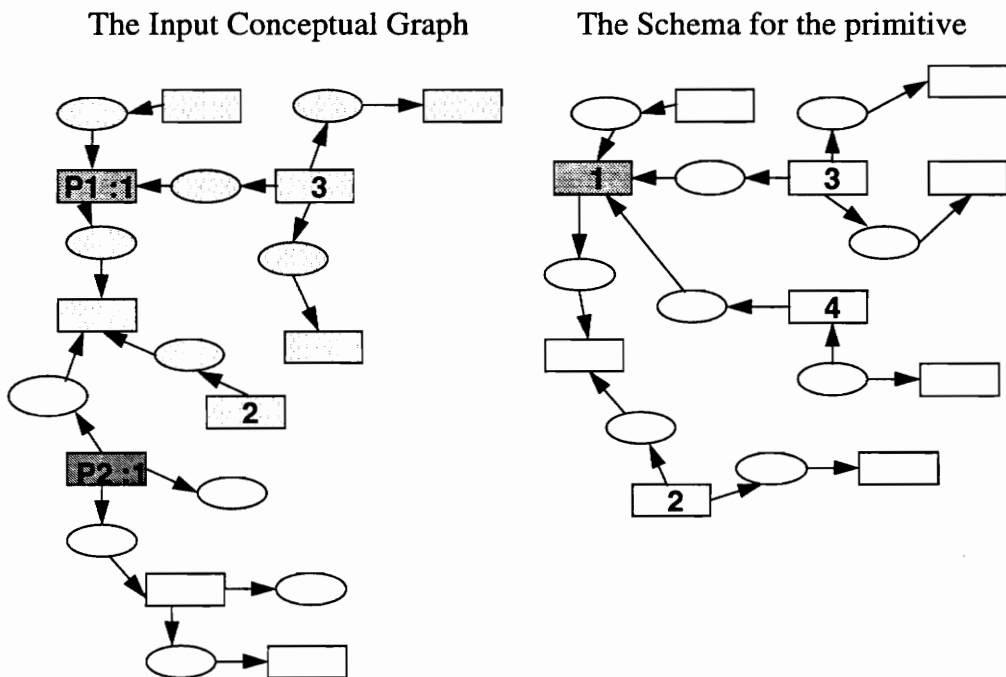 The Input Conceptual Graph
The Schema for the primitive
P1 :1
3
2
P2 :1
1
3
4
2